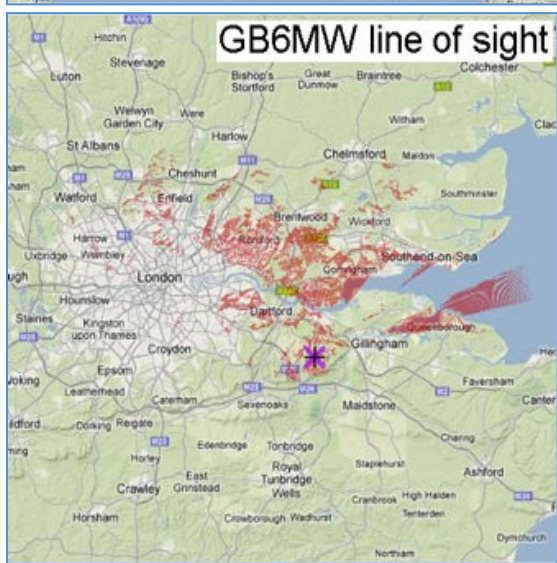 GB6MW line of sight
Hitchin
Stevenage
Luton
Bishop's
Stortford
Great
Dunmow
Braintree
Colchester
Welwyn
Garden City
Ware
Witham
Harlow
St Albans
Chelmsford
Maldon
Cheshunt
Watford
Enfield
Southminster
Brentwood
Wickford
Harrow
Romford
Wembley
Uxbridge
Southend-on-Sea
Corringham
London
Hounslow
Dartford
Staines
Kingston
upon Thames
Queenborough
Gillingham
Croydon
Epsom
Leatherhead
Caterham
Sevenoaks
Maidstone
Faversham
Dorking
Reigate
Edenbridge
Tonbridge
Charing
Horley
Staplehurst
Royal
Tunbridge
Wells
Ashford
Crawley
East
Grinstead
Cranbrook
High Halden
Tenterden
Horsham
Crowborough
Wadhurst
Dymchurch
Northiam